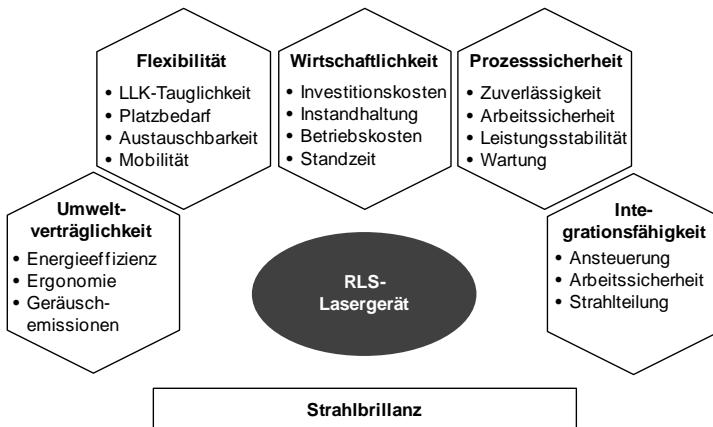 Flexibilität
• LLK-Tauglichkeit
• Platzbedarf
• Austauschbarkeit
• Mobilität
Wirtschaftlichkeit
• Investitionskosten
• Instandhaltung
• Betriebskosten
• Standzeit
Prozesssicherheit
• Zuverlässigkeit
• Arbeitssicherheit
• Leistungsstabilität
• Wartung
Umwelt-
verträglichkeit
• Energieeffizienz
• Ergonomie
• Geräusch-
emissionen
RLS-
Lasergerät
Inte-
grationsfähigkeit
• Ansteuerung
• Arbeitssicherheit
• Strahlteilung
Strahlbrillanz